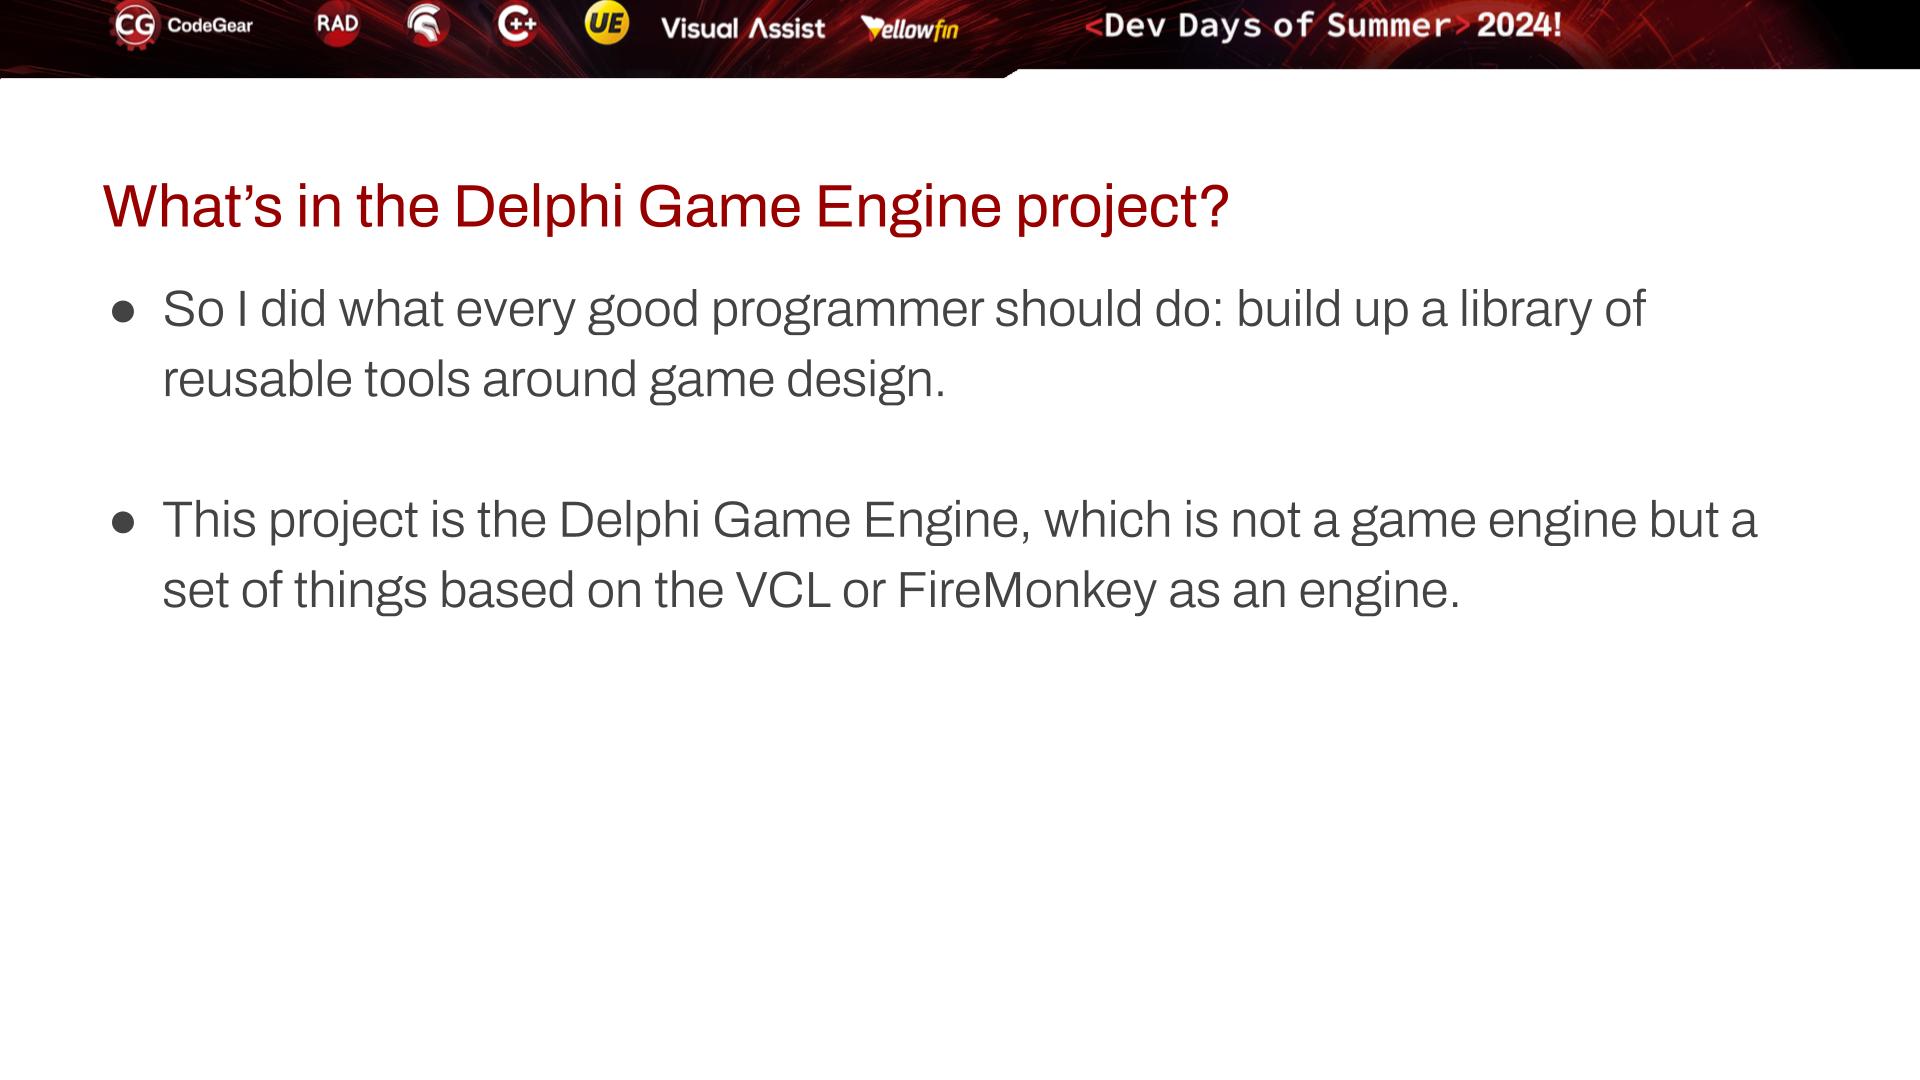 CG CodeGear RAD C++ UE Visual Assist Yellowfin <Dev Days of Summer> 2024!
What’s in the Delphi Game Engine project?
● So I did what every good programmer should do: build up a library of
reusable tools around game design.
● This project is the Delphi Game Engine, which is not a game engine but a
set of things based on the VCL or FireMonkey as an engine.